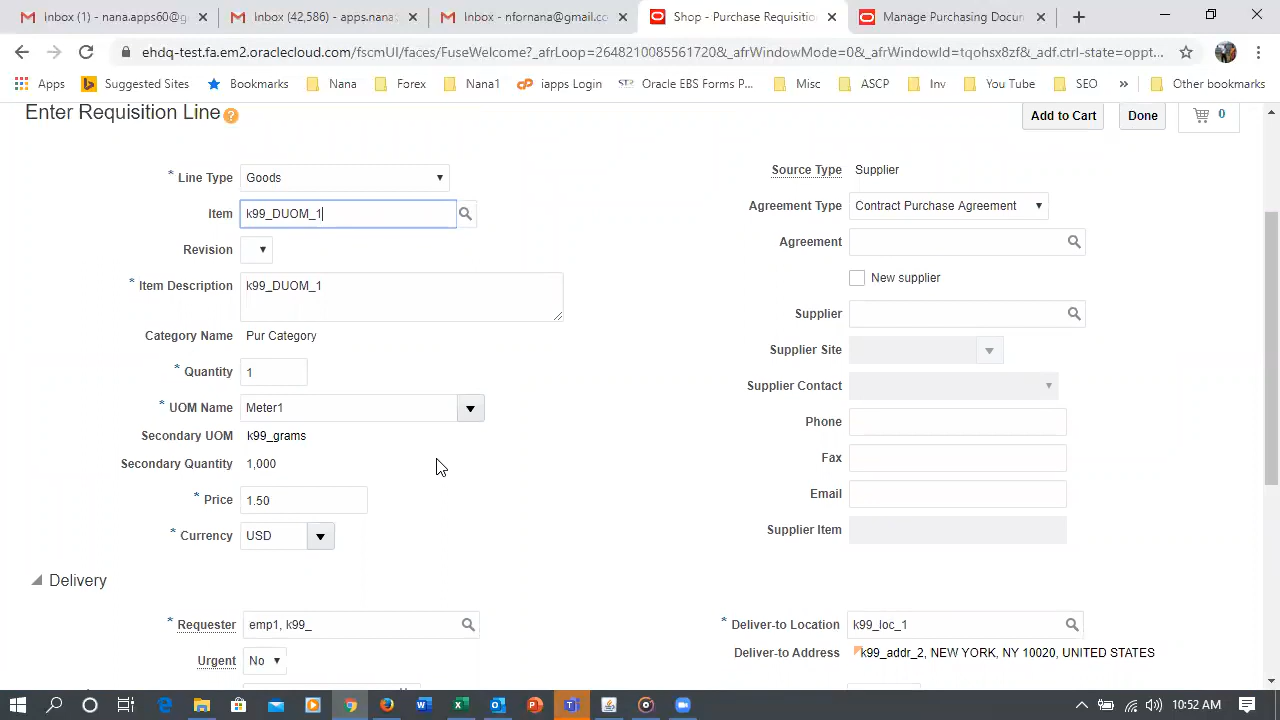 Inbox (1) - nana.apps6@g
Inbox (42,586) - apps.nana
Inbox - nfornana@gmail.co
Shop - Purchase Requisitio
Manage Purchasing Docur
ehdq-test.fa.em2.oraclecloud.com/fscmUI/faces/FuseWelcome?_afrLoop=2648210085561720&_afrWindowMode=0&_afrWindowId=tqohsx8zf&_adf.ctrl-state=oppt...
Apps
Suggested Sites
Bookmarks
Nana
Forex
Nana1
iapps Login
Oracle EBS Forms P...
Misc
ASCP
Inv
You Tube
SEO
»
Other bookmarks
Enter Requisition Line
Add to Cart
Done
0
* Line Type Goods
Item k99_DUOM_1
Revision
* Item Description k99_DUOM_1
Category Name Pur Category
* Quantity 1
* UOM Name Meter1
Secondary UOM k99_grams
Secondary Quantity 1,000
* Price 1.50
* Currency USD
Source Type Supplier
Agreement Type Contract Purchase Agreement
Agreement
New supplier
Supplier
Supplier Site
Supplier Contact
Phone
Fax
Email
Supplier Item
Delivery
* Requester emp1, k99_
Urgent No
* Deliver-to Location k99_loc_1
Deliver-to Address k99_addr_2, NEW YORK, NY 10020, UNITED STATES
10:52 AM